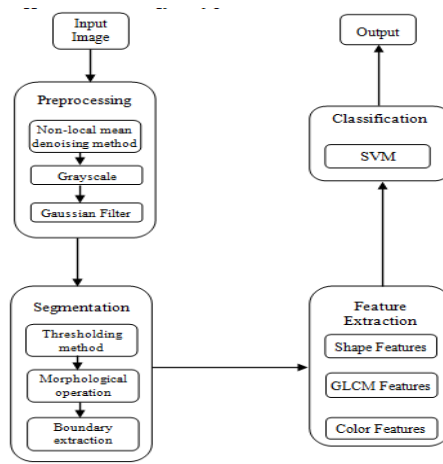 Input
Image
Preprocessing
Non-local mean
denoising method
Grayscale
Gaussian Filter
Segmentation
Thresholding
method
Morphological
operation
Boundary
extraction
Feature
Extraction
Shape Features
GLCM Features
Color Features
Classification
SVM
Output